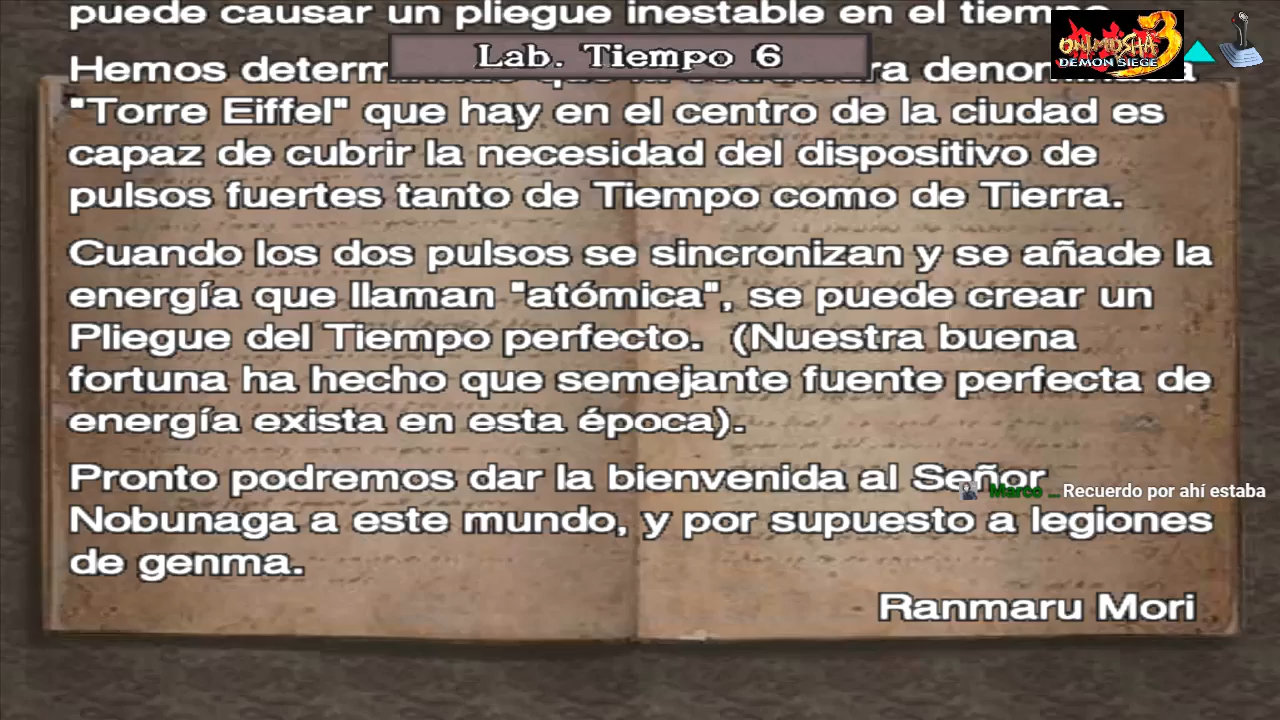 puede causar un pliegue inestable en el tiempo
Lab. Tiempo 6
ONIMUSHA 3
DEMON SIEGE
Hemos
"Torre Eiffel" que hay en el centro de la ciudad es
capaz de cubrir la necesidad del dispositivo de
pulsos fuertes tanto de Tiempo como de Tierra.
Cuando los dos pulsos se sincronizan y se añade la
energía que llaman "atómica", se puede crear un
Pliegue del Tiempo perfecto. (Nuestra buena
fortuna ha hecho que semejante fuente perfecta de
energía exista en esta época).
Pronto podremos dar la bienvenida al Señor
Marco ... Recuerdo por ahí estaba
Nobunaga a este mundo, y por supuesto a legiones
de genma.
Ranmaru Mori